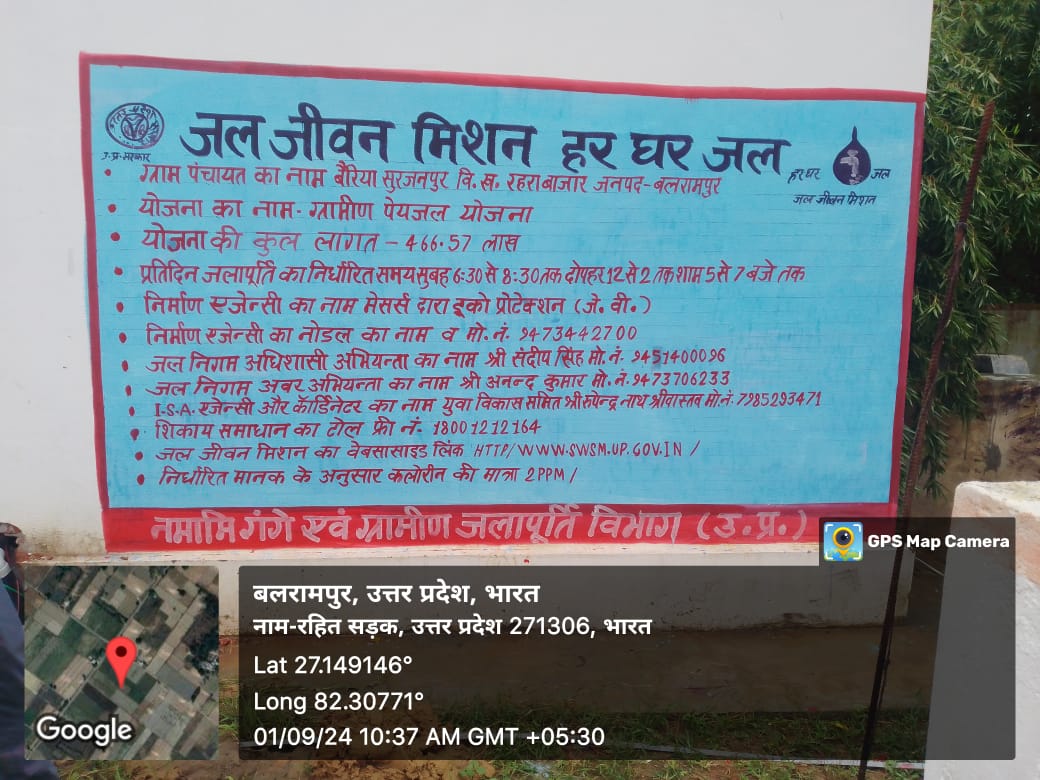 जल जीवन मिशन हर घर जल
उ.प्र.सरकार
हर घर जल
जल जीवन मिशन
• ग्राम पंचायत का नाम बैरिया सुरजनपुर वि.ख. रहराबाजार जनपद-बलरामपुर
• योजना का नाम- ग्रामीण पेयजल योजना
• योजना की कुल लागत - 466.57 लाख
• प्रतिदिन जलापूर्ति का निर्धारित समय सुबह 6:30 से 8:30 तक दोपहर 12 से 2 तक शाम 5 से 7 बजे तक
• निर्माण एजेन्सी का नाम मेसर्स दारा इको प्रोटेक्शन (जे. वी.)
• निर्माण एजेन्सी का नोडल का नाम व मो.नं. 9473442700
• जल निगम अधिशासी अभियन्ता का नाम श्री संदीप सिंह मो.नं. 9451400096
• जल निगम अबर अभियन्ता का नाम श्री अनन्द कुमार मो.नं.9473706233
• I.S.A. एजेन्सी और कॉर्डिनेटर का नाम युवा विकास समित श्री रुपेन्द्र नाथ श्रीवास्तव मो.नं: 7985293471
• शिकाय समाधान का टोल फ्री नं- 18001212164
• जल जीवन मिशन का वेबसासाइड लिंक HTTP/WWW.SWSM.UP.GOV.IN /
• निर्धारित मानक के अनुसार कलोरीन की मात्रा 2PPM /
नमामि गंगे एवं ग्रामीण जलापूर्ति विभाग (उ.प्र.)
GPS Map Camera
बलरामपुर, उत्तर प्रदेश, भारत
नाम-रहित सड़क, उत्तर प्रदेश 271306, भारत
Lat 27.149146°
Long 82.30771°
01/09/24 10:37 AM GMT +05:30
Google